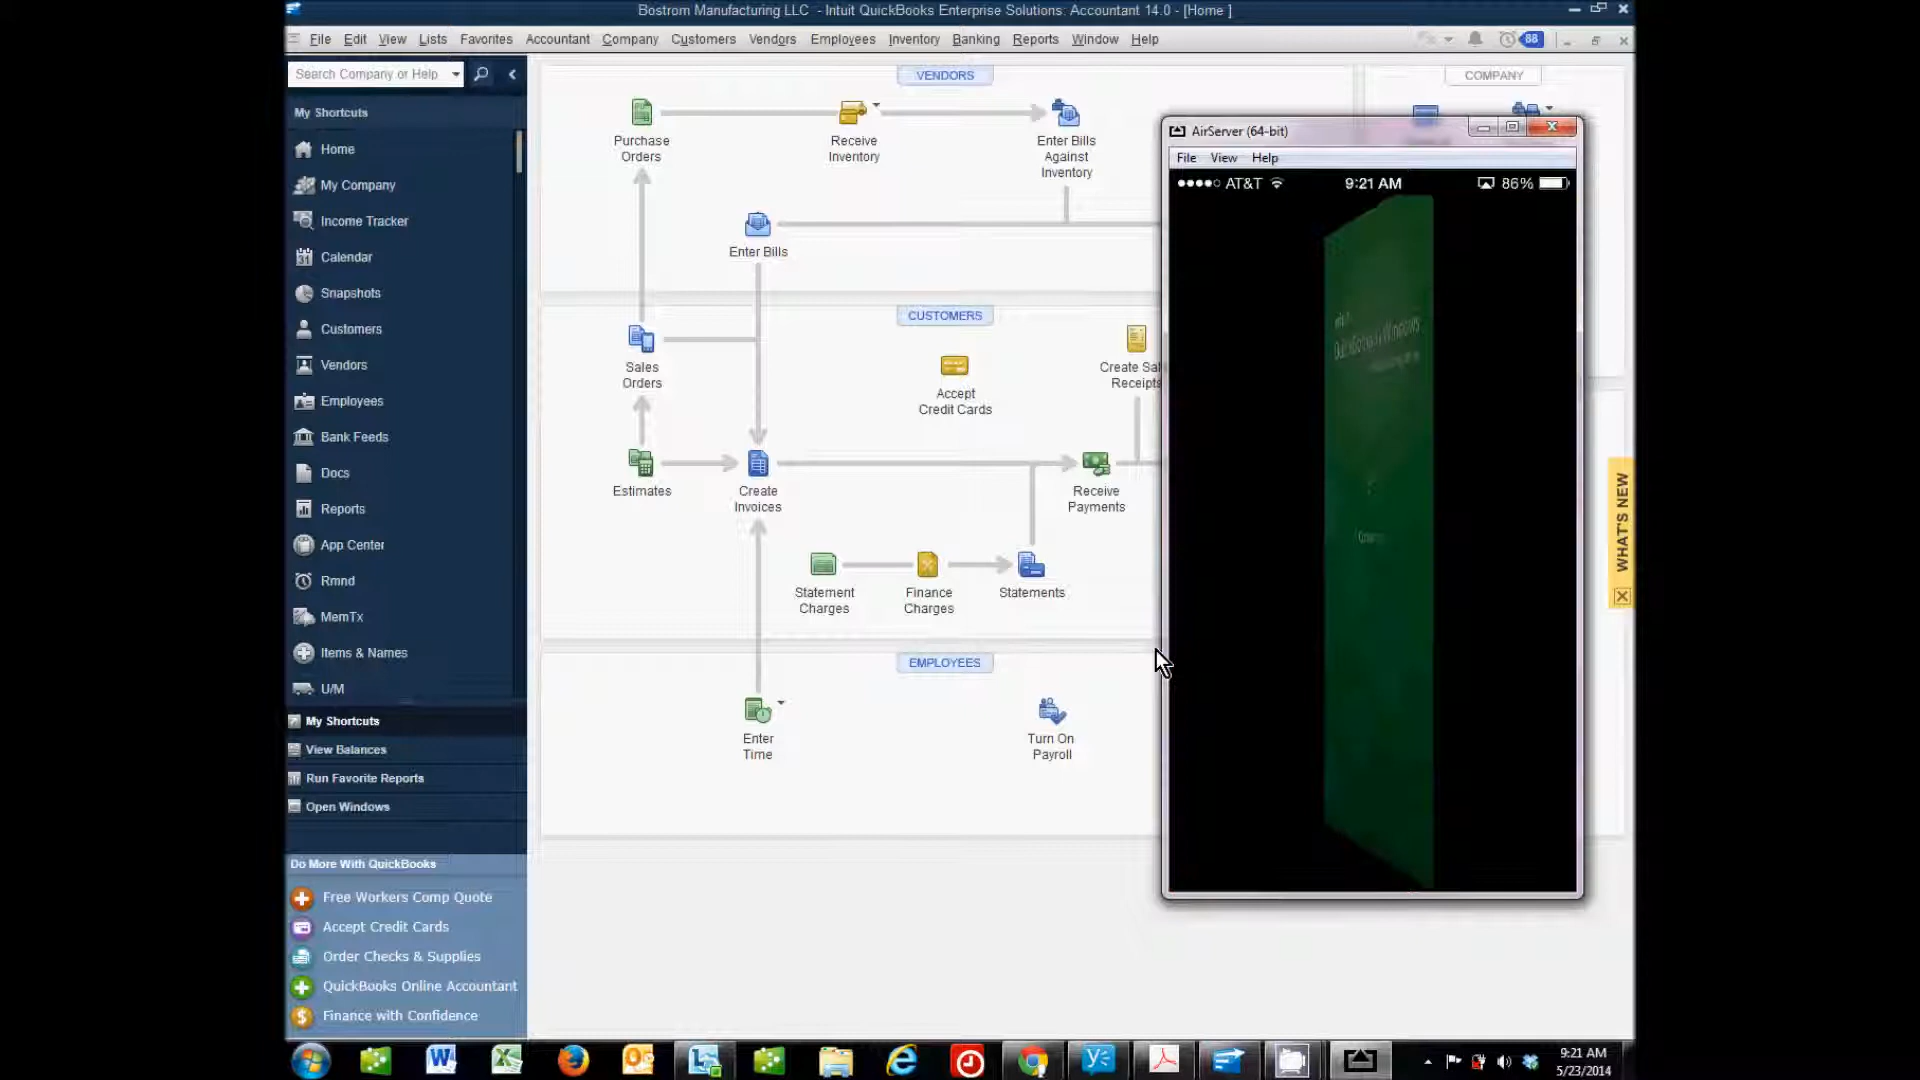 Bostrom Manufacturing LLC - Intuit QuickBooks Enterprise Solutions: Accountant 14.0 - [Home ]
File Edit View Lists Favorites Accountant Company Customers Vendors Employees Inventory Banking Reports Window Help
88
Search Company or Help
My Shortcuts
Home
My Company
Income Tracker
Calendar
Snapshots
Customers
Vendors
Employees
Bank Feeds
Docs
Reports
App Center
Rmnd
MemTx
Items & Names
U/M
My Shortcuts
View Balances
Run Favorite Reports
Open Windows
Do More With QuickBooks
Free Workers Comp Quote
Accept Credit Cards
Order Checks & Supplies
QuickBooks Online Accountant
Finance with Confidence
VENDORS
COMPANY
Purchase
Orders
Receive
Inventory
Enter Bills
Against
Inventory
Enter Bills
CUSTOMERS
Sales
Orders
Accept
Credit Cards
Create Sal
Receipts
Estimates
Create
Invoices
Receive
Payments
Statement
Charges
Finance
Charges
Statements
EMPLOYEES
Enter
Time
Turn On
Payroll
AirServer (64-bit)
File View Help
AT&T 9:21 AM 86%
QuickBooks Windows
WHAT'S NEW
9:21 AM
5/23/2014